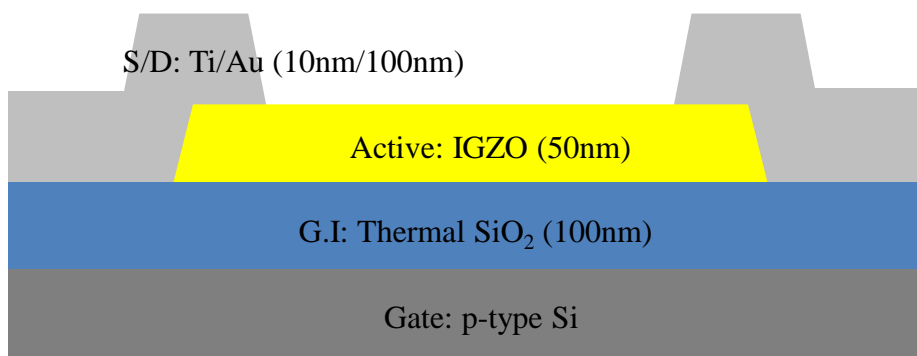 S/D: Ti/Au (10nm/100nm)
Active: IGZO (50nm)
G.I: Thermal SiO₂ (100nm)
Gate: p-type Si